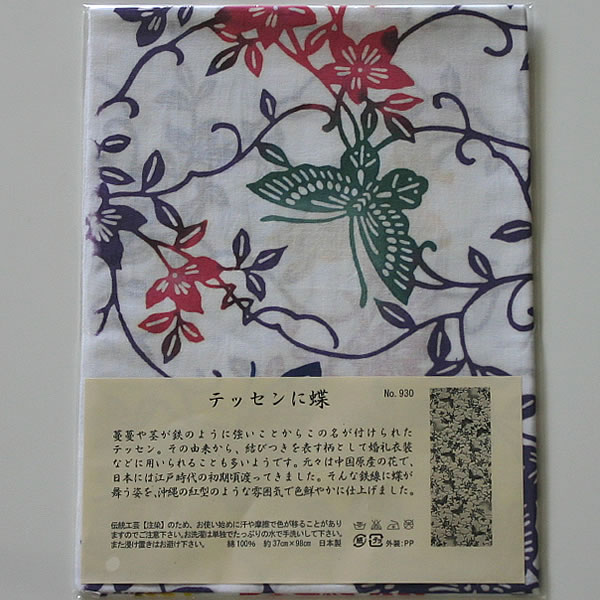 テッセンに蝶
No.930
蔓蔓や茎が鉄のように強いことからこの名が付けられた
テッセン。その由来から、結びつきを表す柄として婚礼衣装
などに用いられることも多いようです。元々は中国原産の花で、
日本には江戸時代の初期頃渡ってきました。そんな鉄線に蝶が
舞う姿を、沖縄の紅型のような雰囲気で色鮮やかに仕上げました。
伝統工芸【注染】のため、お使い始めに汗や摩擦で色が移ることがあり
ますのでご注意下さい。お洗濯は単独でたっぷりの水で手洗いして下さい。
また浸け置きはお避け下さい。 綿100% 約37cm×98cm 日本製
外装:PP